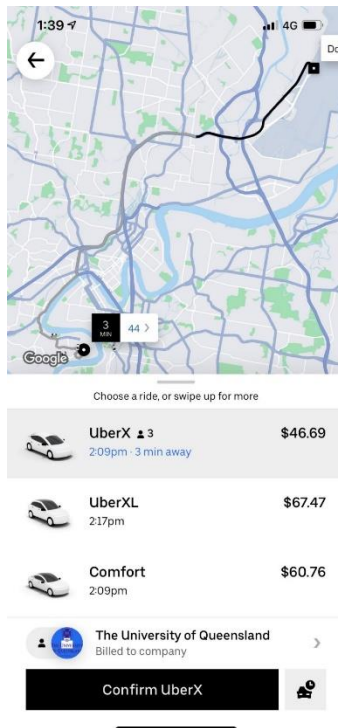 1:39
4G
Do
3
MIN
44 >
Google
Choose a ride, or swipe up for more
UberX 3
$46.69
2:09pm · 3 min away
UberXL
$67.47
2:17pm
Comfort
$60.76
2:09pm
The University of Queensland
Billed to company
Confirm UberX